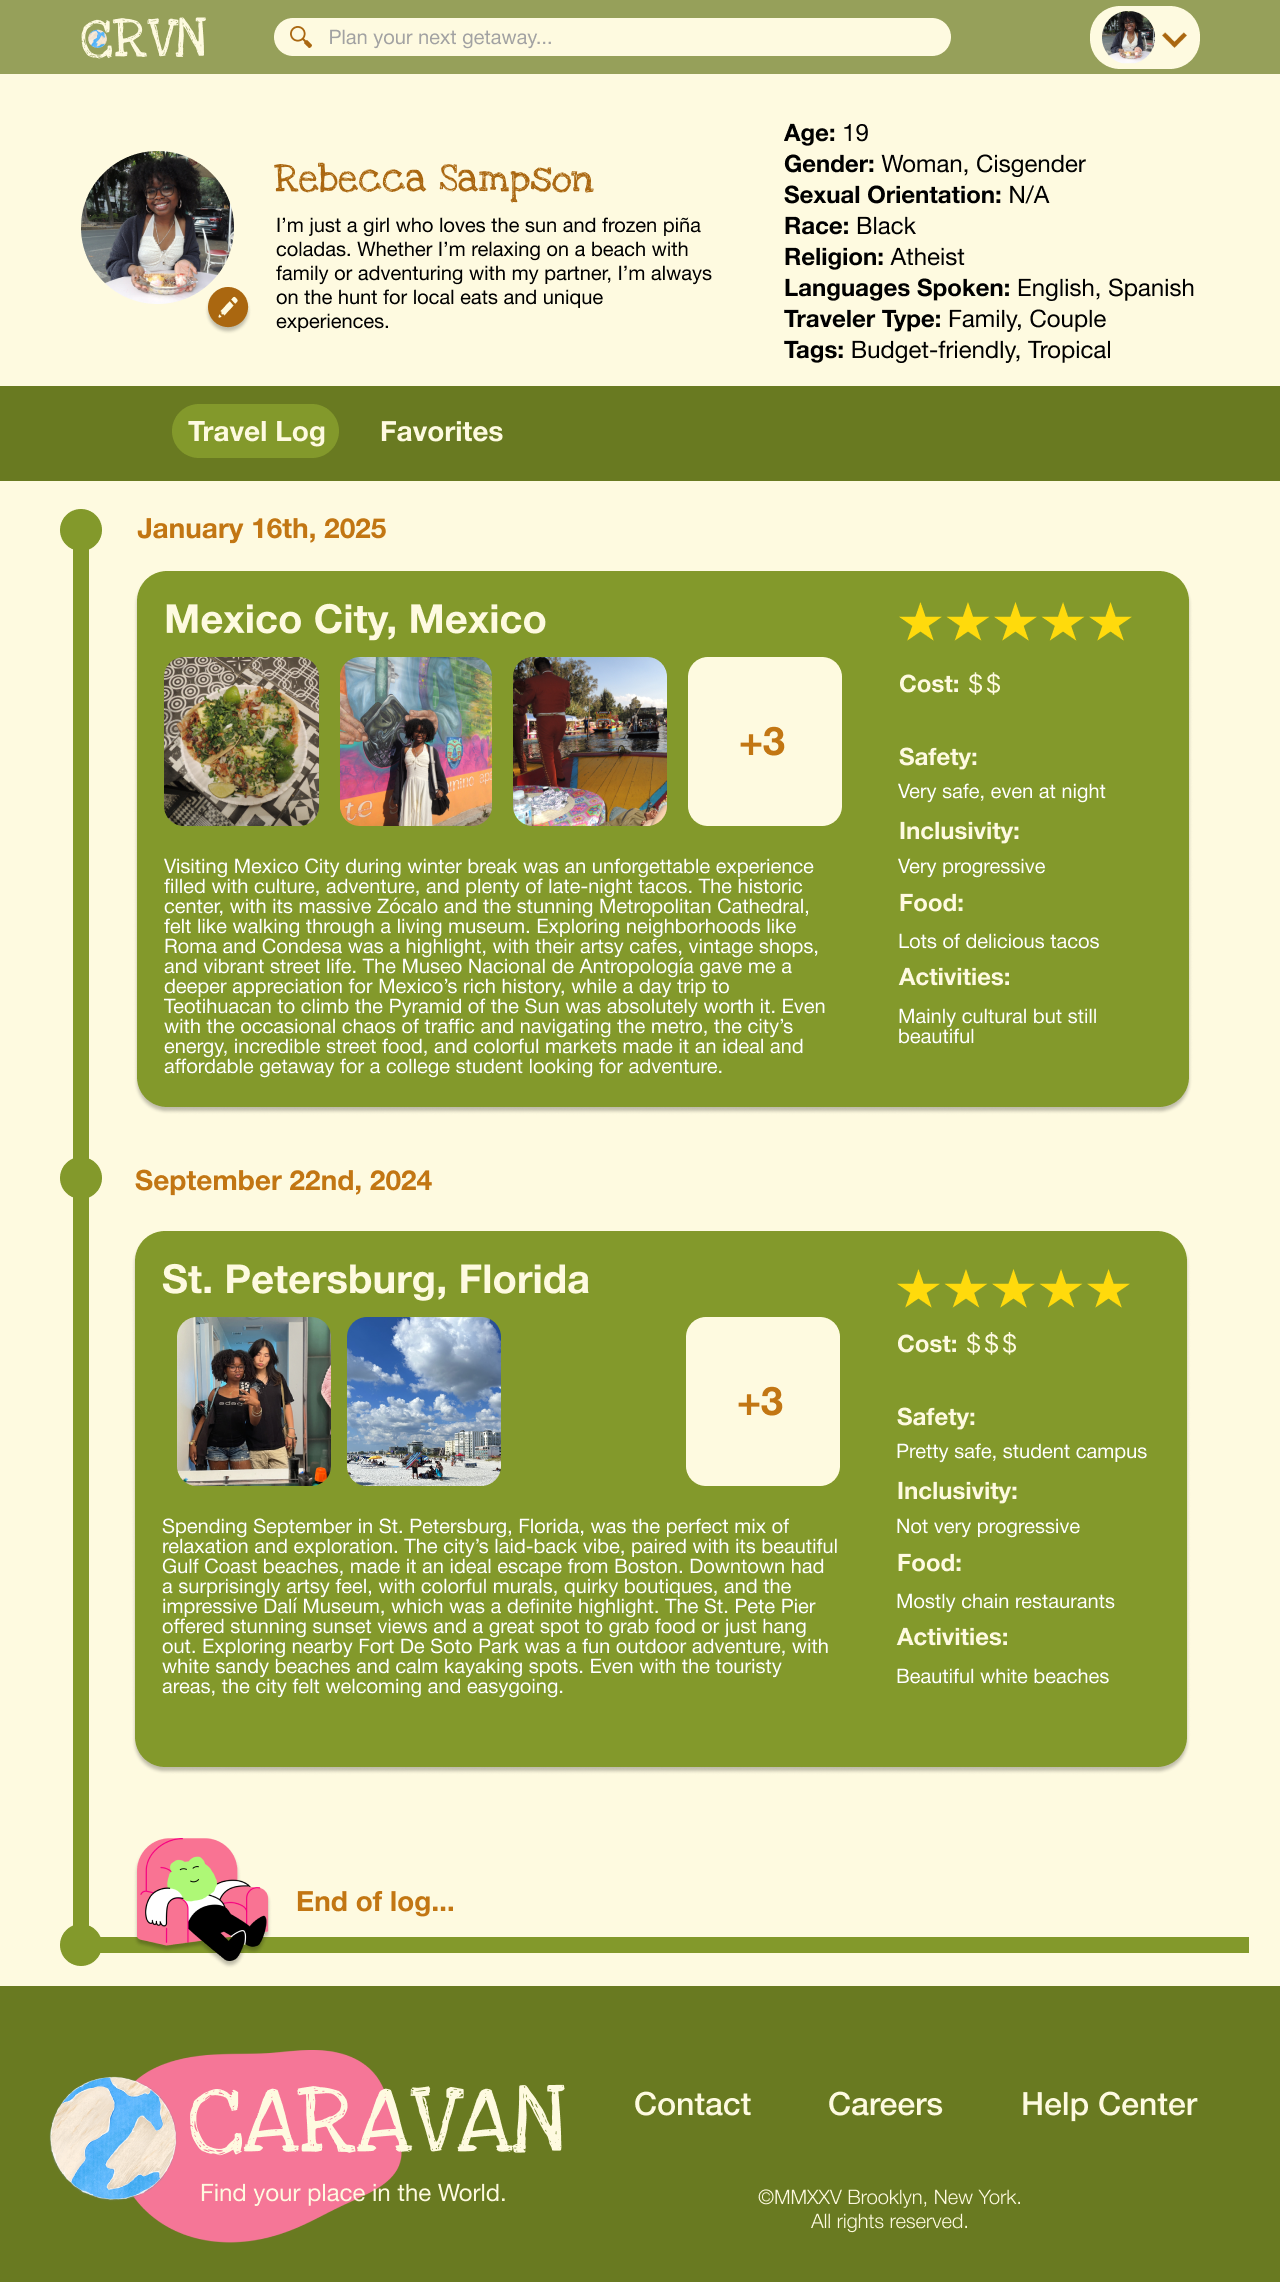 CRVN
Plan your next getaway...
Rebecca Sampson
I'm just a girl who loves the sun and frozen piña
coladas. Whether I'm relaxing on a beach with
family or adventuring with my partner, I'm always
on the hunt for local eats and unique
experiences.
Age: 19
Gender: Woman, Cisgender
Sexual Orientation: N/A
Race: Black
Religion: Atheist
Languages Spoken: English, Spanish
Traveler Type: Family, Couple
Tags: Budget-friendly, Tropical
Travel Log
Favorites
January 16th, 2025
Mexico City, Mexico
+3
Visiting Mexico City during winter break was an unforgettable experience
filled with culture, adventure, and plenty of late-night tacos. The historic
center, with its massive Zócalo and the stunning Metropolitan Cathedral,
felt like walking through a living museum. Exploring neighborhoods like
Roma and Condesa was a highlight, with their artsy cafes, vintage shops,
and vibrant street life. The Museo Nacional de Antropología gave me a
deeper appreciation for Mexico's rich history, while a day trip to
Teotihuacan to climb the Pyramid of the Sun was absolutely worth it. Even
with the occasional chaos of traffic and navigating the metro, the city's
energy, incredible street food, and colorful markets made it an ideal and
affordable getaway for a college student looking for adventure.
Cost: $$
Safety:
Very safe, even at night
Inclusivity:
Very progressive
Food:
Lots of delicious tacos
Activities:
Mainly cultural but still
beautiful
September 22nd, 2024
St. Petersburg, Florida
+3
Spending September in St. Petersburg, Florida, was the perfect mix of
relaxation and exploration. The city's laid-back vibe, paired with its beautiful
Gulf Coast beaches, made it an ideal escape from Boston. Downtown had
a surprisingly artsy feel, with colorful murals, quirky boutiques, and the
impressive Dalí Museum, which was a definite highlight. The St. Pete Pier
offered stunning sunset views and a great spot to grab food or just hang
out. Exploring nearby Fort De Soto Park was a fun outdoor adventure, with
white sandy beaches and calm kayaking spots. Even with the touristy
areas, the city felt welcoming and easygoing.
Cost: $$$
Safety:
Pretty safe, student campus
Inclusivity:
Not very progressive
Food:
Mostly chain restaurants
Activities:
Beautiful white beaches
End of log...
CARAVAN
Find your place in the World.
Contact
Careers
Help Center
©MMXXV Brooklyn, New York.
All rights reserved.